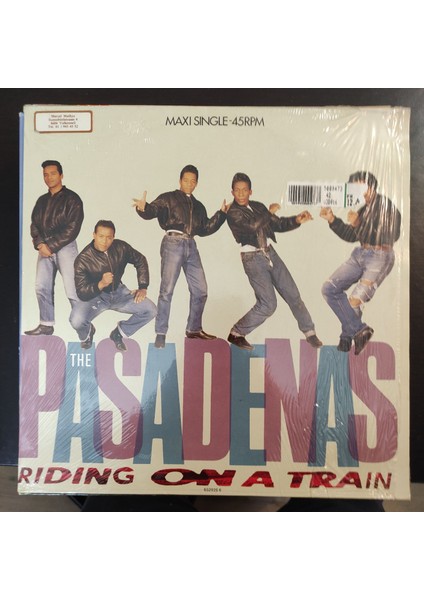 MAXI SINGLE-45RPM
THE
PASADENAS
RIDING ON A TRAIN